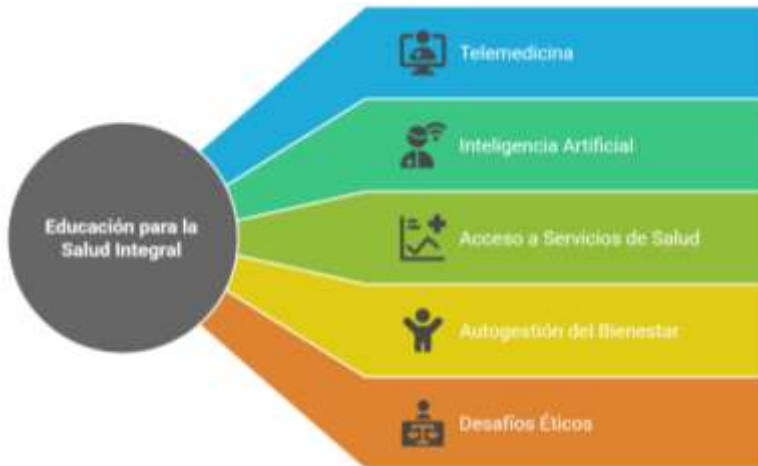 Educación para la
Salud Integral
Telemedicina
Inteligencia Artificial
Acceso a Servicios de Salud
Autogestión del Bienestar
Desafíos Éticos